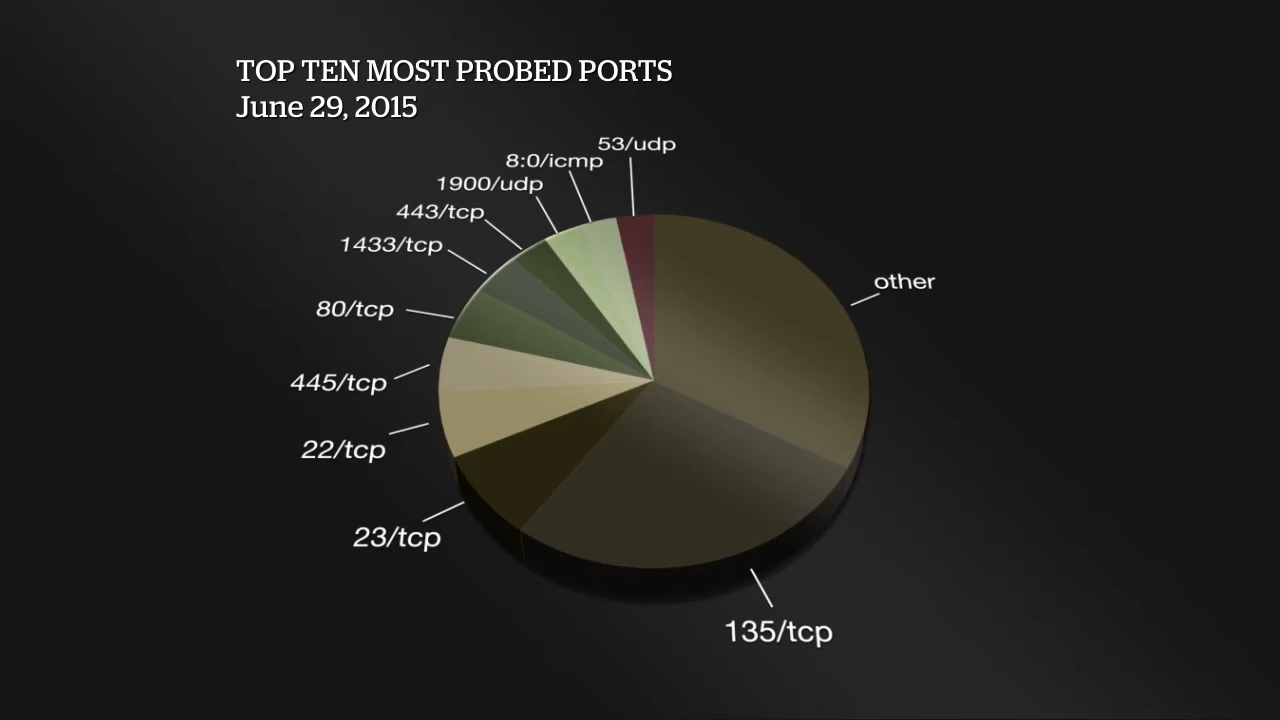 TOP TEN MOST PROBED PORTS
June 29, 2015
53/udp
8:0/icmp
1900/udp
443/tcp
1433/tcp
other
80/tcp
445/tcp
22/tcp
23/tcp
135/tcp